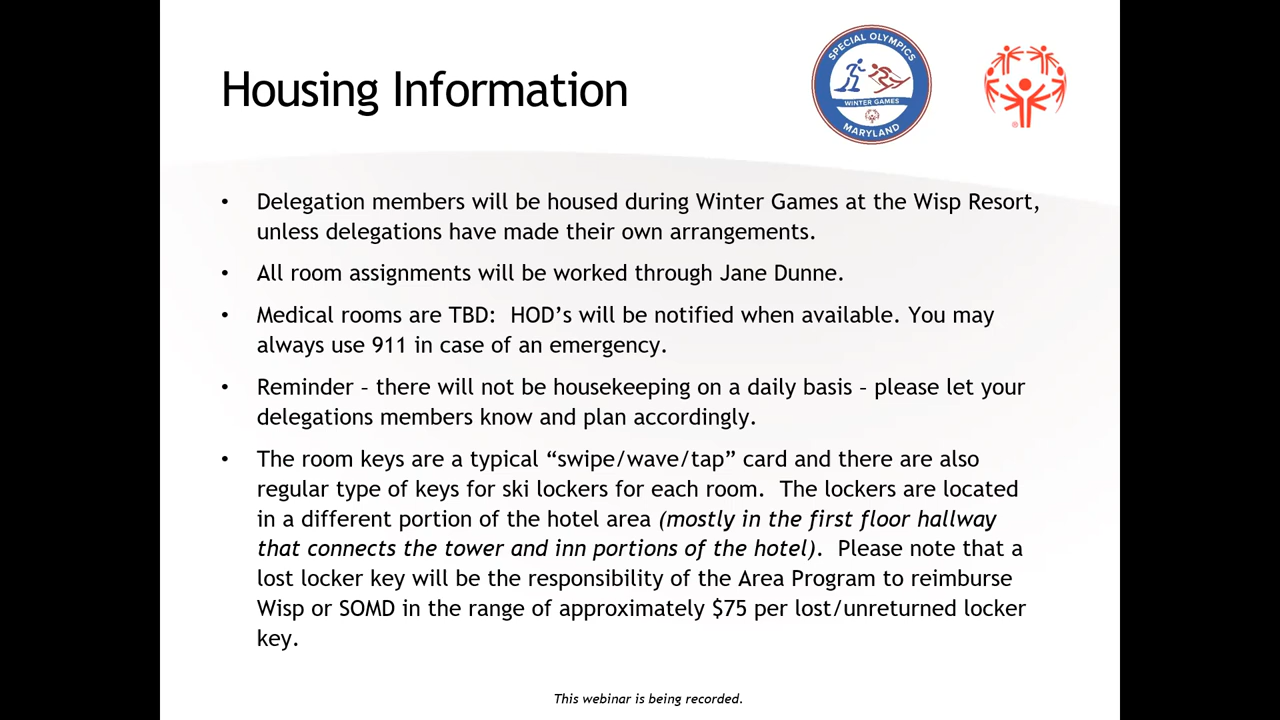 Housing Information
SPECIAL OLYMPICS
WINTER GAMES
MARYLAND
®
• Delegation members will be housed during Winter Games at the Wisp Resort,
unless delegations have made their own arrangements.
• All room assignments will be worked through Jane Dunne.
• Medical rooms are TBD:  HOD’s will be notified when available. You may
always use 911 in case of an emergency.
• Reminder – there will not be housekeeping on a daily basis – please let your
delegations members know and plan accordingly.
• The room keys are a typical “swipe/wave/tap” card and there are also
regular type of keys for ski lockers for each room.  The lockers are located
in a different portion of the hotel area (mostly in the first floor hallway
that connects the tower and inn portions of the hotel).  Please note that a
lost locker key will be the responsibility of the Area Program to reimburse
Wisp or SOMD in the range of approximately $75 per lost/unreturned locker
key.
This webinar is being recorded.